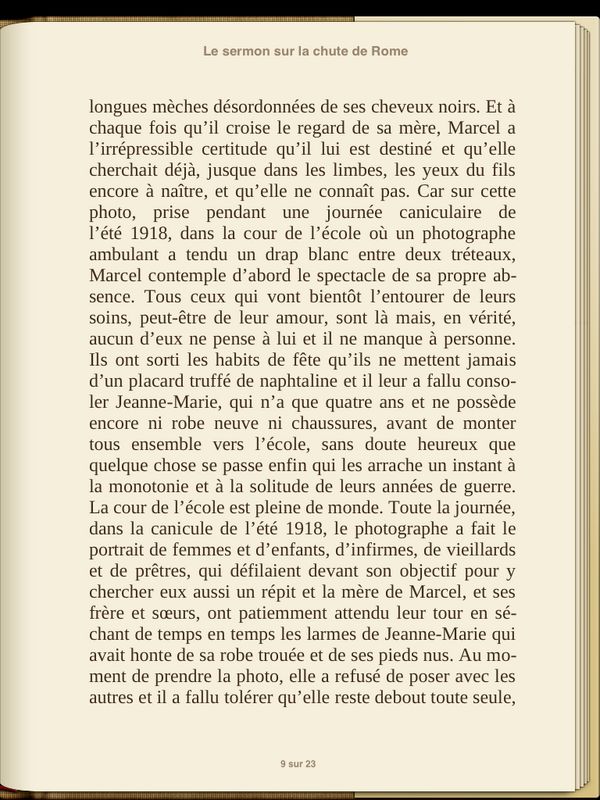 Le sermon sur la chute de Rome
longues mèches désordonnées de ses cheveux noirs. Et à
chaque fois qu’il croise le regard de sa mère, Marcel a
l’irrépressible certitude qu’il lui est destiné et qu’elle
cherchait déjà, jusque dans les limbes, les yeux du fils
encore à naître, et qu’elle ne connaît pas. Car sur cette
photo, prise pendant une journée caniculaire de
l’été 1918, dans la cour de l’école où un photographe
ambulant a tendu un drap blanc entre deux tréteaux,
Marcel contemple d’abord le spectacle de sa propre ab-
sence. Tous ceux qui vont bientôt l’entourer de leurs
soins, peut-être de leur amour, sont là mais, en vérité,
aucun d’eux ne pense à lui et il ne manque à personne.
Ils ont sorti les habits de fête qu’ils ne mettent jamais
d’un placard truffé de naphtaline et il leur a fallu conso-
ler Jeanne-Marie, qui n’a que quatre ans et ne possède
encore ni robe neuve ni chaussures, avant de monter
tous ensemble vers l’école, sans doute heureux que
quelque chose se passe enfin qui les arrache un instant à
la monotonie et à la solitude de leurs années de guerre.
La cour de l’école est pleine de monde. Toute la journée,
dans la canicule de l’été 1918, le photographe a fait le
portrait de femmes et d’enfants, d’infirmes, de vieillards
et de prêtres, qui défilaient devant son objectif pour y
chercher eux aussi un répit et la mère de Marcel, et ses
frère et sœurs, ont patiemment attendu leur tour en sé-
chant de temps en temps les larmes de Jeanne-Marie qui
avait honte de sa robe trouée et de ses pieds nus. Au mo-
ment de prendre la photo, elle a refusé de poser avec les
autres et il a fallu tolérer qu’elle reste debout toute seule,
9 sur 23